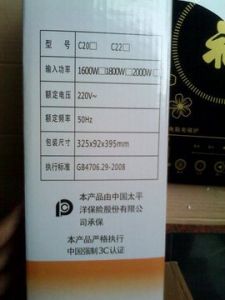 型 号 C20□ C22□
输入功率 1600W□1800W□2000W□
额定电压 220V~
额定频率 50Hz
包装尺寸 325x92x395mm
执行标准 GB4706.29-2008
本产品由中国太平
洋保险股份有限公
司承保
本产品严格执行
中国强制3C认证